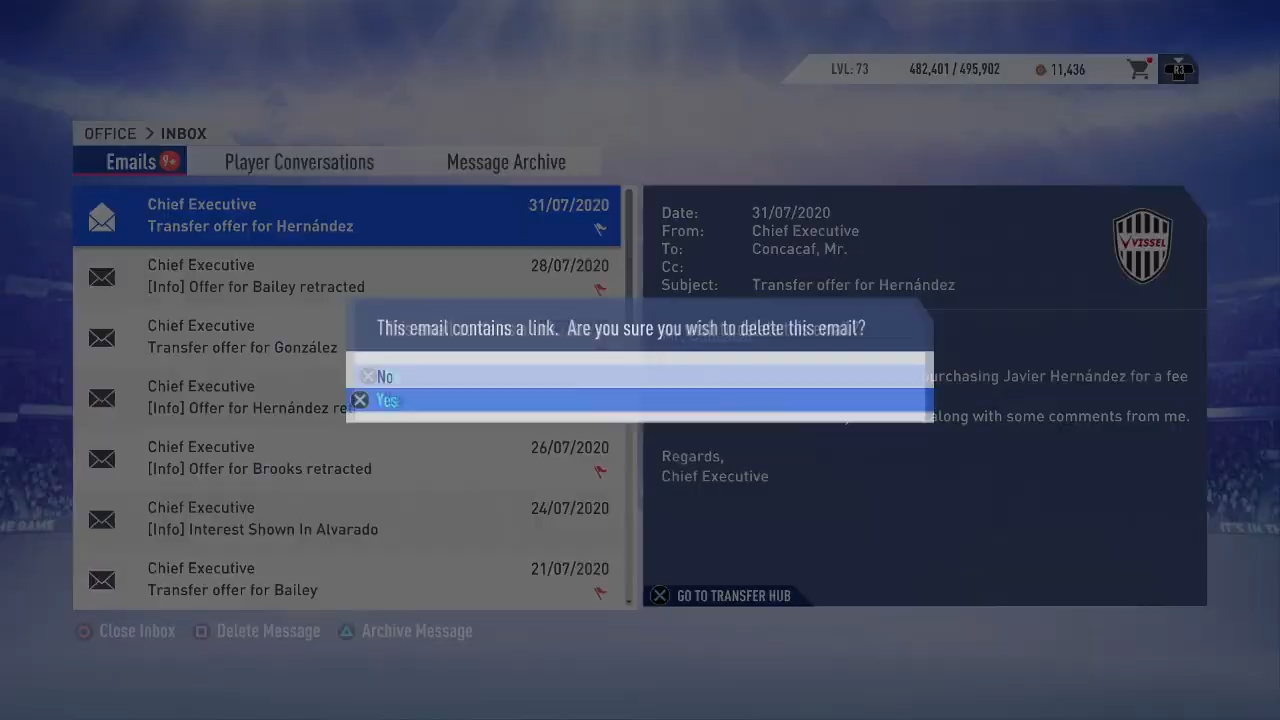 LVL: 73 482,401 / 495,902 11,436 R3
OFFICE > INBOX
Emails 9+ Player Conversations Message Archive
Chief Executive 31/07/2020
Transfer offer for Hernández
Chief Executive 28/07/2020
[Info] Offer for Bailey retracted
Chief Executive
Transfer offer for González
Chief Executive
[Info] Offer for Hernández
Chief Executive 26/07/2020
[Info] Offer for Brooks retracted
Chief Executive 24/07/2020
[Info] Interest Shown In Alvarado
Chief Executive 21/07/2020
Transfer offer for Bailey
Date: 31/07/2020
From: Chief Executive
To: Concacaf, Mr.
Cc:
Subject: Transfer offer for Hernández
VISSEL
This email contains a link. Are you sure you wish to delete this email?
No
Yes
Javier Hernández for a fee
along with some comments from me.
Regards,
Chief Executive
GO TO TRANSFER HUB
Close Inbox Delete Message Archive Message